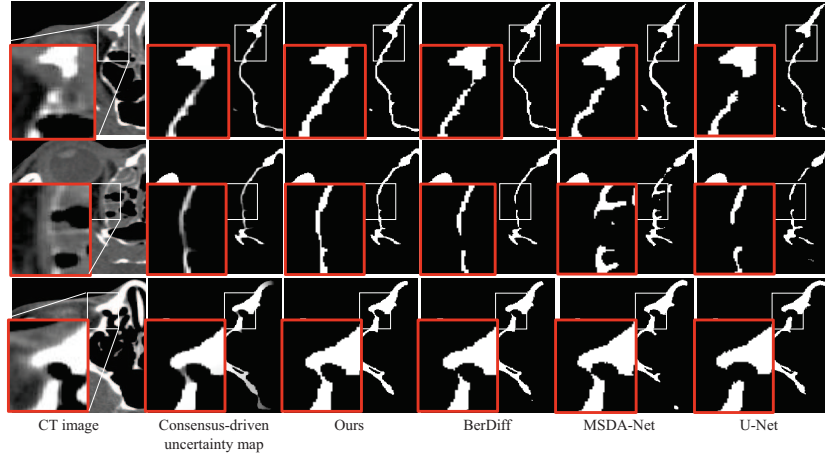 CT image
Consensus-driven
uncertainty map
Ours
BerDiff
MSDA-Net
U-Net